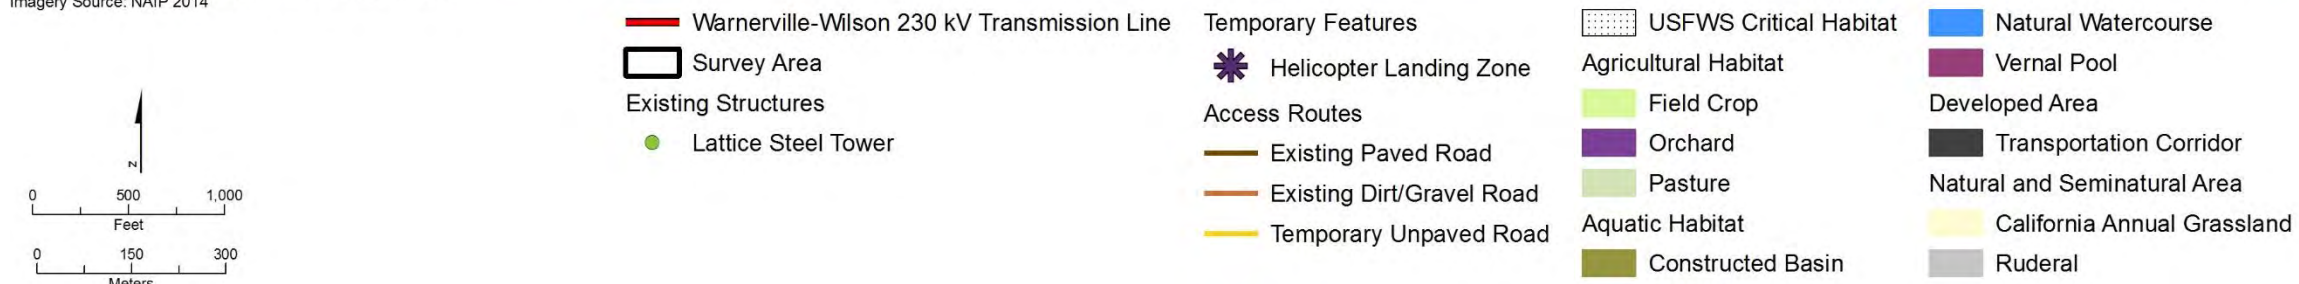 Imagery Source: NAIP 2014
N
0 500 1,000
Feet
0 150 300
Meters
Warnerville-Wilson 230 kV Transmission Line
Survey Area
Existing Structures
Lattice Steel Tower
Temporary Features
Helicopter Landing Zone
Access Routes
Existing Paved Road
Existing Dirt/Gravel Road
Temporary Unpaved Road
USFWS Critical Habitat
Agricultural Habitat
Field Crop
Orchard
Pasture
Aquatic Habitat
Constructed Basin
Natural Watercourse
Vernal Pool
Developed Area
Transportation Corridor
Natural and Seminatural Area
California Annual Grassland
Ruderal